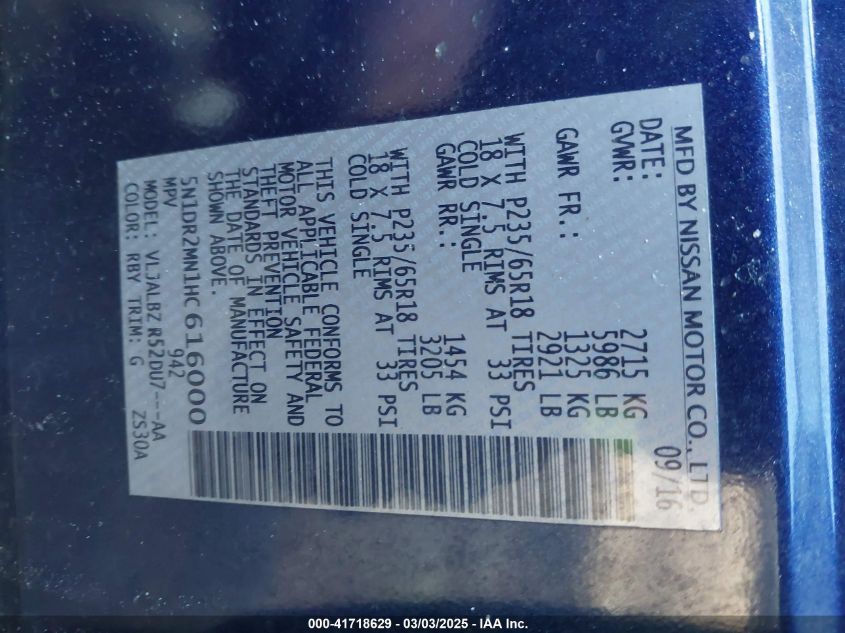 MFD BY NISSAN MOTOR CO., LTD.
DATE: 09/16
GVWR: 2715 KG
5986 LB
GAWR FR.: 1325 KG
2921 LB
WITH P235/65R18 TIRES
18 X 7.5 RIMS AT 33 PSI
COLD SINGLE
GAWR RR.: 1454 KG
3205 LB
WITH P235/65R18 TIRES
18 X 7.5 RIMS AT 33 PSI
COLD SINGLE
THIS VEHICLE CONFORMS TO
ALL APPLICABLE FEDERAL
MOTOR VEHICLE SAFETY AND
THEFT PREVENTION
STANDARDS IN EFFECT ON
THE DATE OF MANUFACTURE
SHOWN ABOVE.
5N1DR2MN1HC616000
MPV 942
MODEL: VLJALBZ R52DU7---AA
COLOR: RBY TRIM: G ZS30A
000-41718629 - 03/03/2025 - IAA Inc.